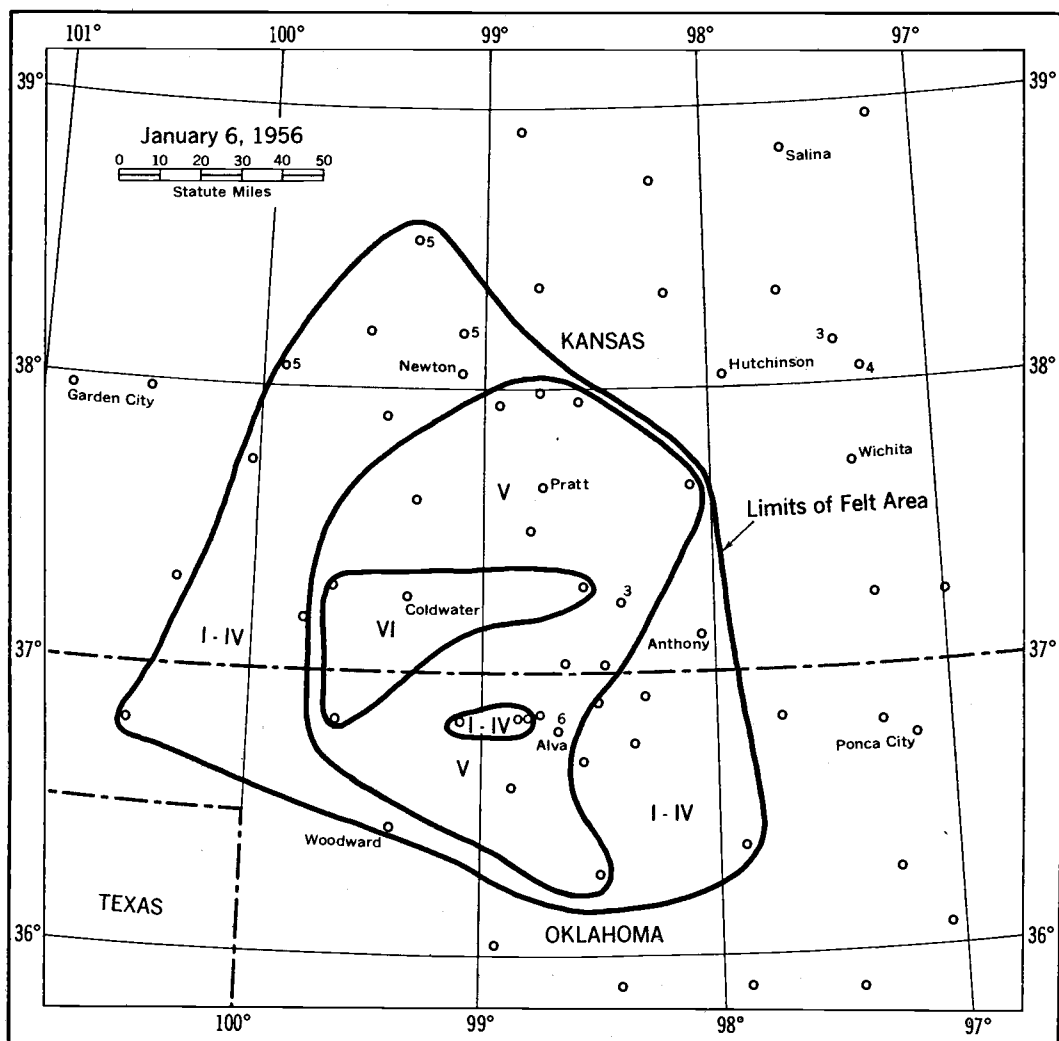 101° 100° 99° 98° 97°
39° 39°
January 6, 1956
0 10 20 30 40 50
Statute Miles
Salina
5
KANSAS
5
3
Newton
5
Hutchinson
4
38° 38°
Garden City
Wichita
V
Pratt
Limits of Felt Area
Coldwater
3
VI
I - IV
Anthony
37° 37°
I - IV
6
Alva
Ponca City
V
I - IV
Woodward
TEXAS
OKLAHOMA
36° 36°
100° 99° 98° 97°